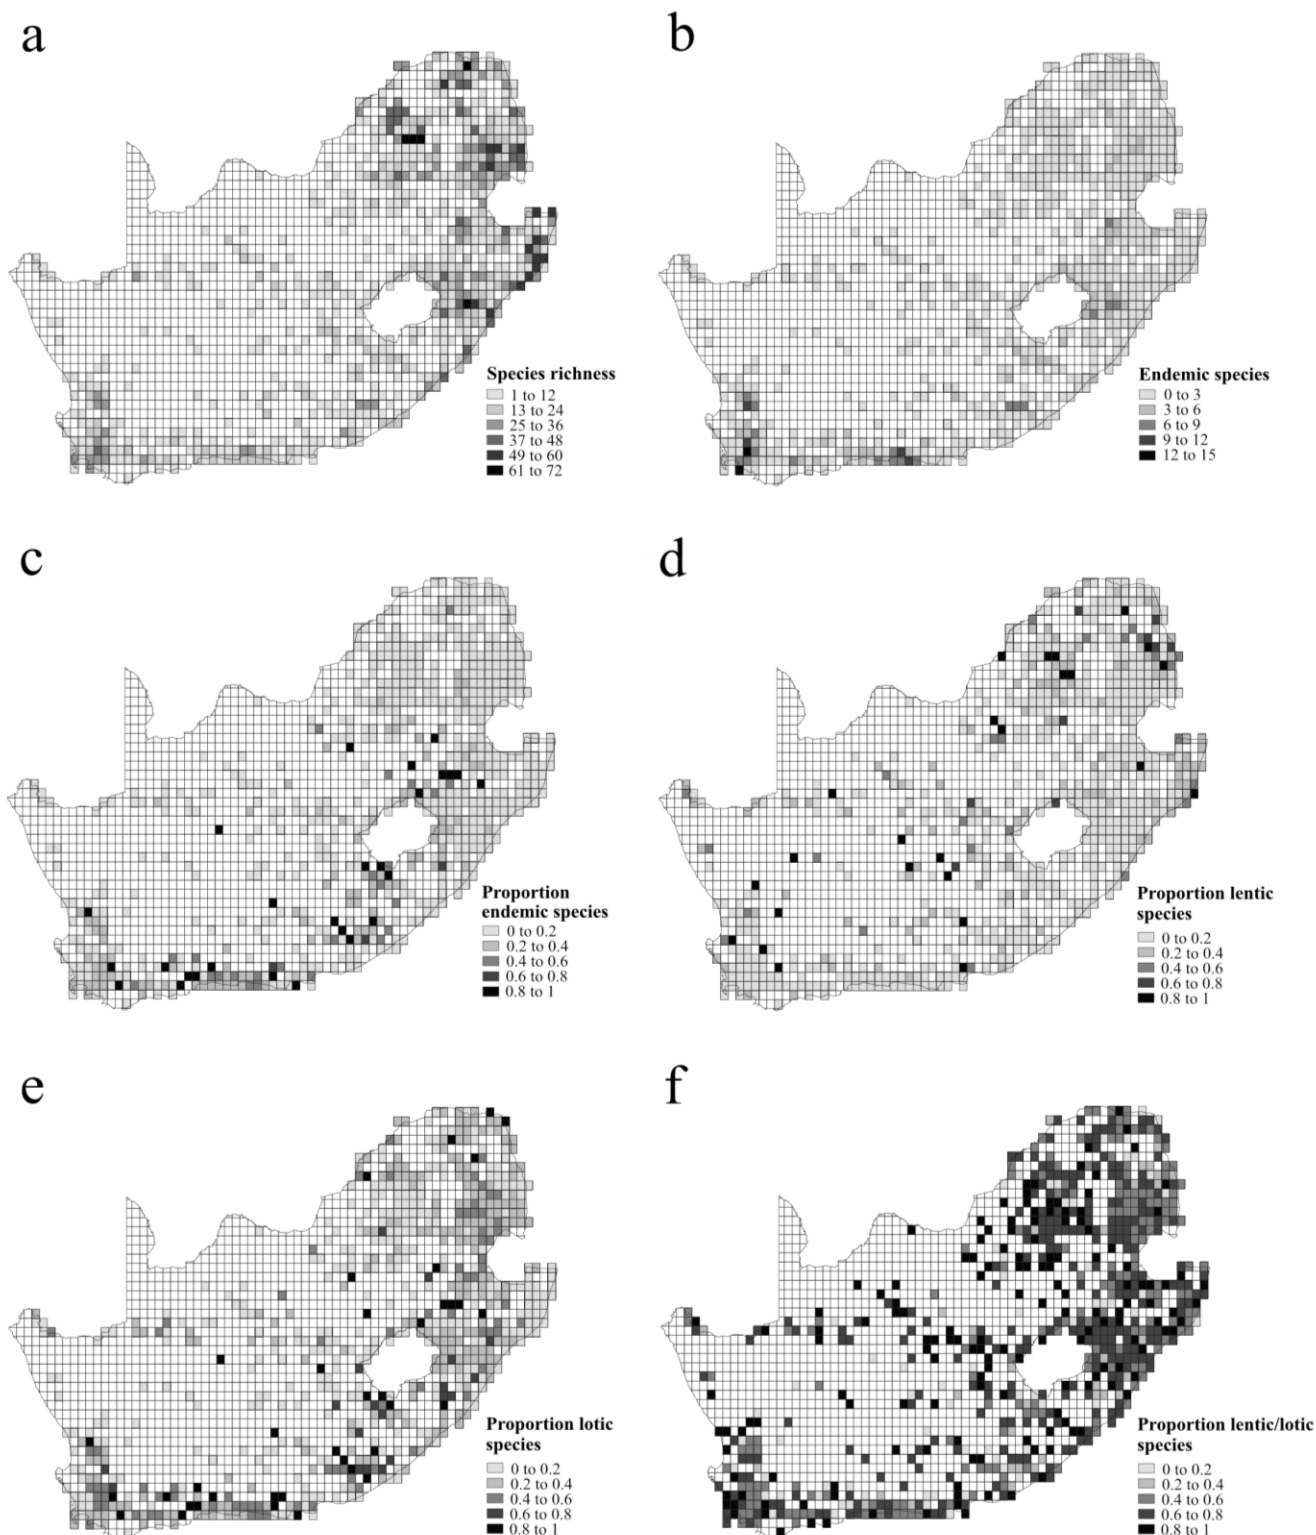 a
b
Species richness
1 to 12
13 to 24
25 to 36
37 to 48
49 to 60
61 to 72
Endemic species
0 to 3
3 to 6
6 to 9
9 to 12
12 to 15
c
d
Proportion
endemic species
0 to 0.2
0.2 to 0.4
0.4 to 0.6
0.6 to 0.8
0.8 to 1
Proportion lentic
species
0 to 0.2
0.2 to 0.4
0.4 to 0.6
0.6 to 0.8
0.8 to 1
e
f
Proportion lotic
species
0 to 0.2
0.2 to 0.4
0.4 to 0.6
0.6 to 0.8
0.8 to 1
Proportion lentic/lotic
species
0 to 0.2
0.2 to 0.4
0.4 to 0.6
0.6 to 0.8
0.8 to 1